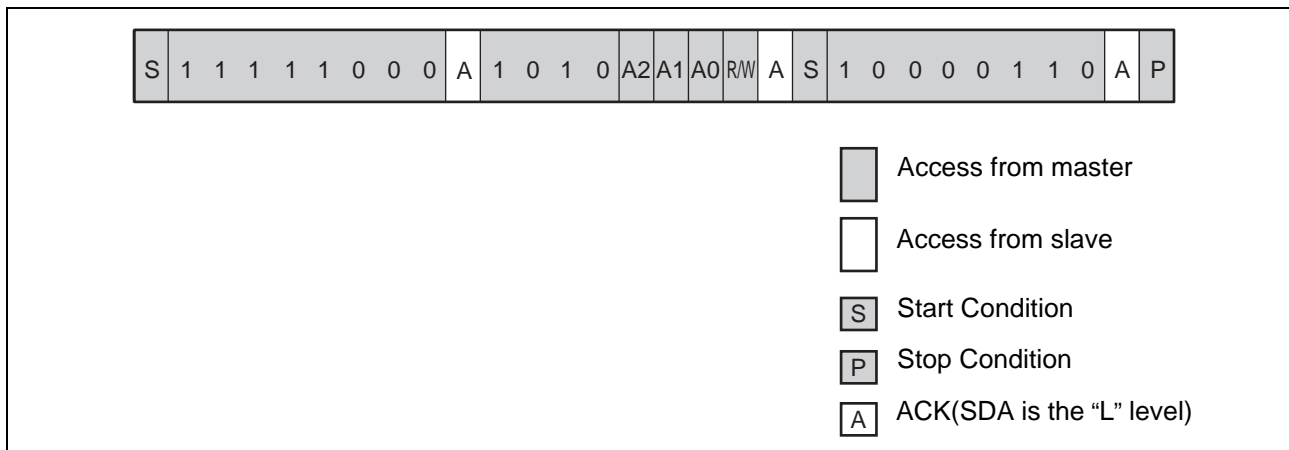 S 1 1 1 1 1 0 0 0 A 1 0 1 0 A2 A1 A0 R/W A S 1 0 0 0 0 1 1 0 A P
Access from master
Access from slave
S Start Condition
P Stop Condition
A ACK(SDA is the “L” level)